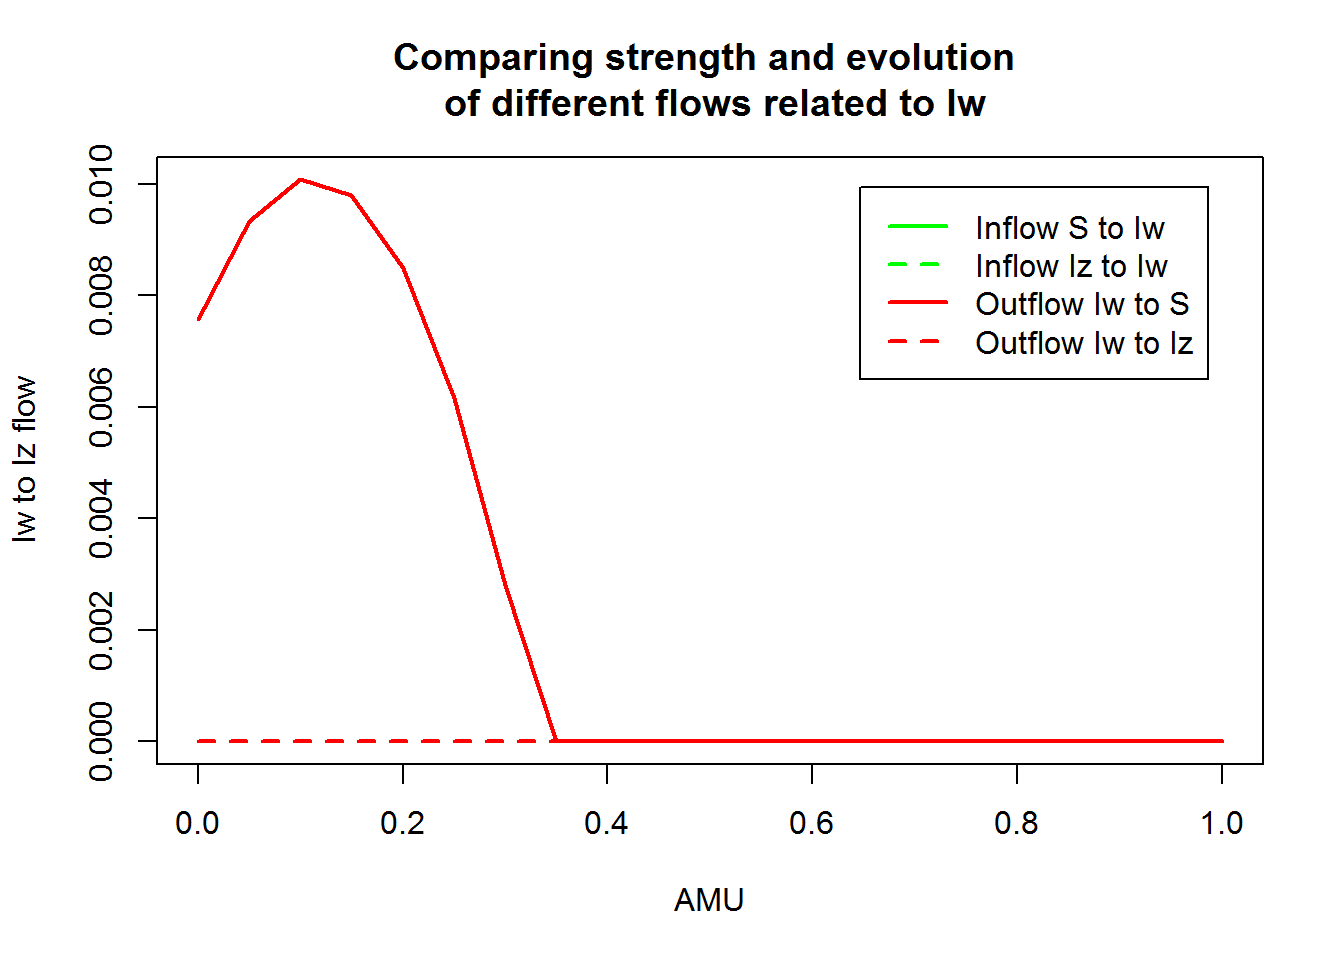 Comparing strength and evolution
of different flows related to Iw
Iw to Iz flow
0.010
0.008
0.006
0.004
0.002
0.000
Inflow S to Iw
Inflow Iz to Iw
Outflow Iw to S
Outflow Iw to Iz
0.0 0.2 0.4 0.6 0.8 1.0
AMU